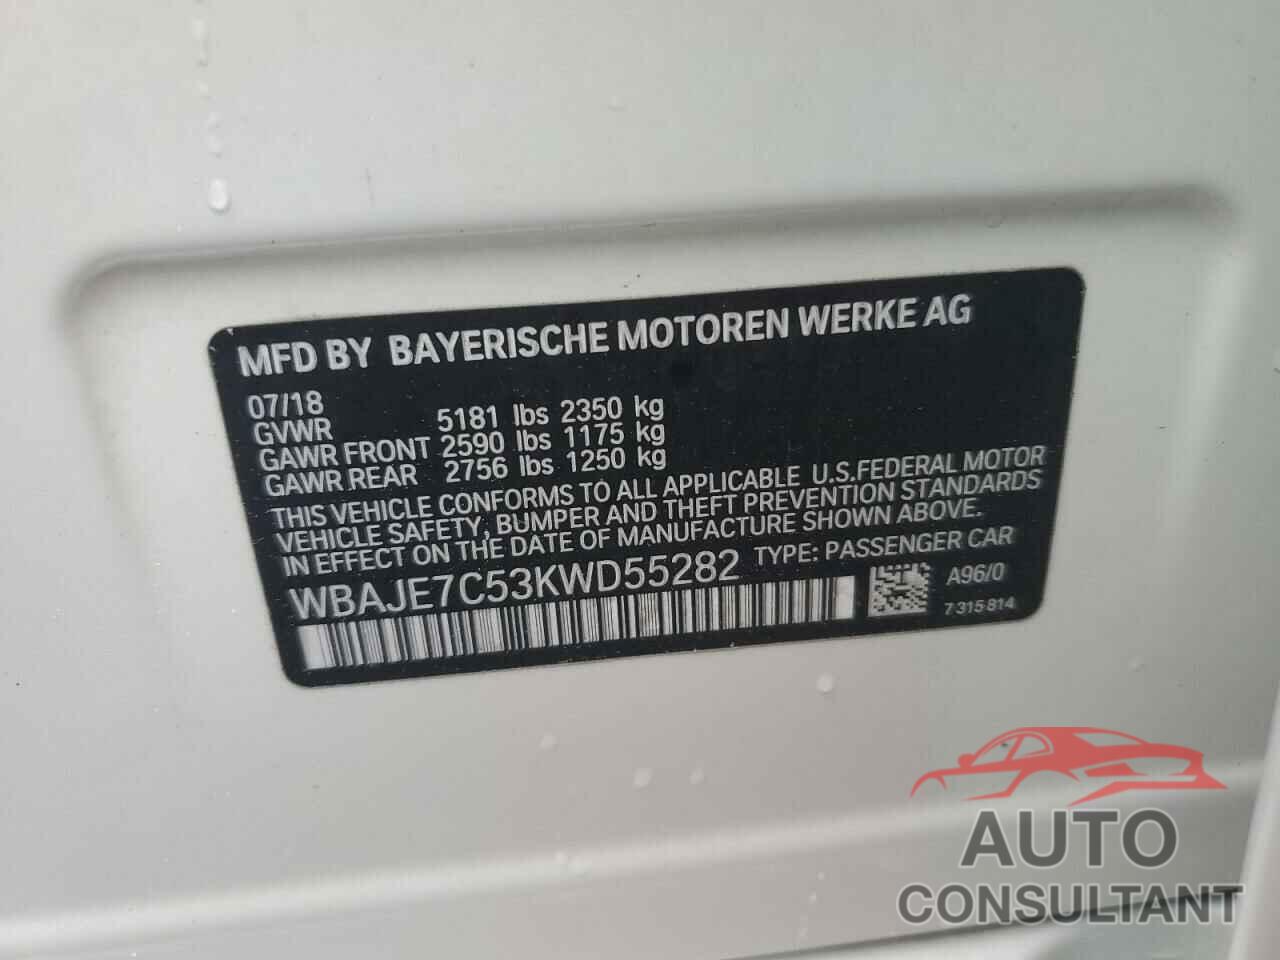 MFD BY BAYERISCHE MOTOREN WERKE AG
07/18
GVWR 5181 lbs 2350 kg
GAWR FRONT 2590 lbs 1175 kg
GAWR REAR 2756 lbs 1250 kg
THIS VEHICLE CONFORMS TO ALL APPLICABLE U.S.FEDERAL MOTOR
VEHICLE SAFETY, BUMPER AND THEFT PREVENTION STANDARDS
IN EFFECT ON THE DATE OF MANUFACTURE SHOWN ABOVE.
WBAJE7C53KWD55282 TYPE: PASSENGER CAR
A96/0
7 315 814
AUTO
CONSULTANT